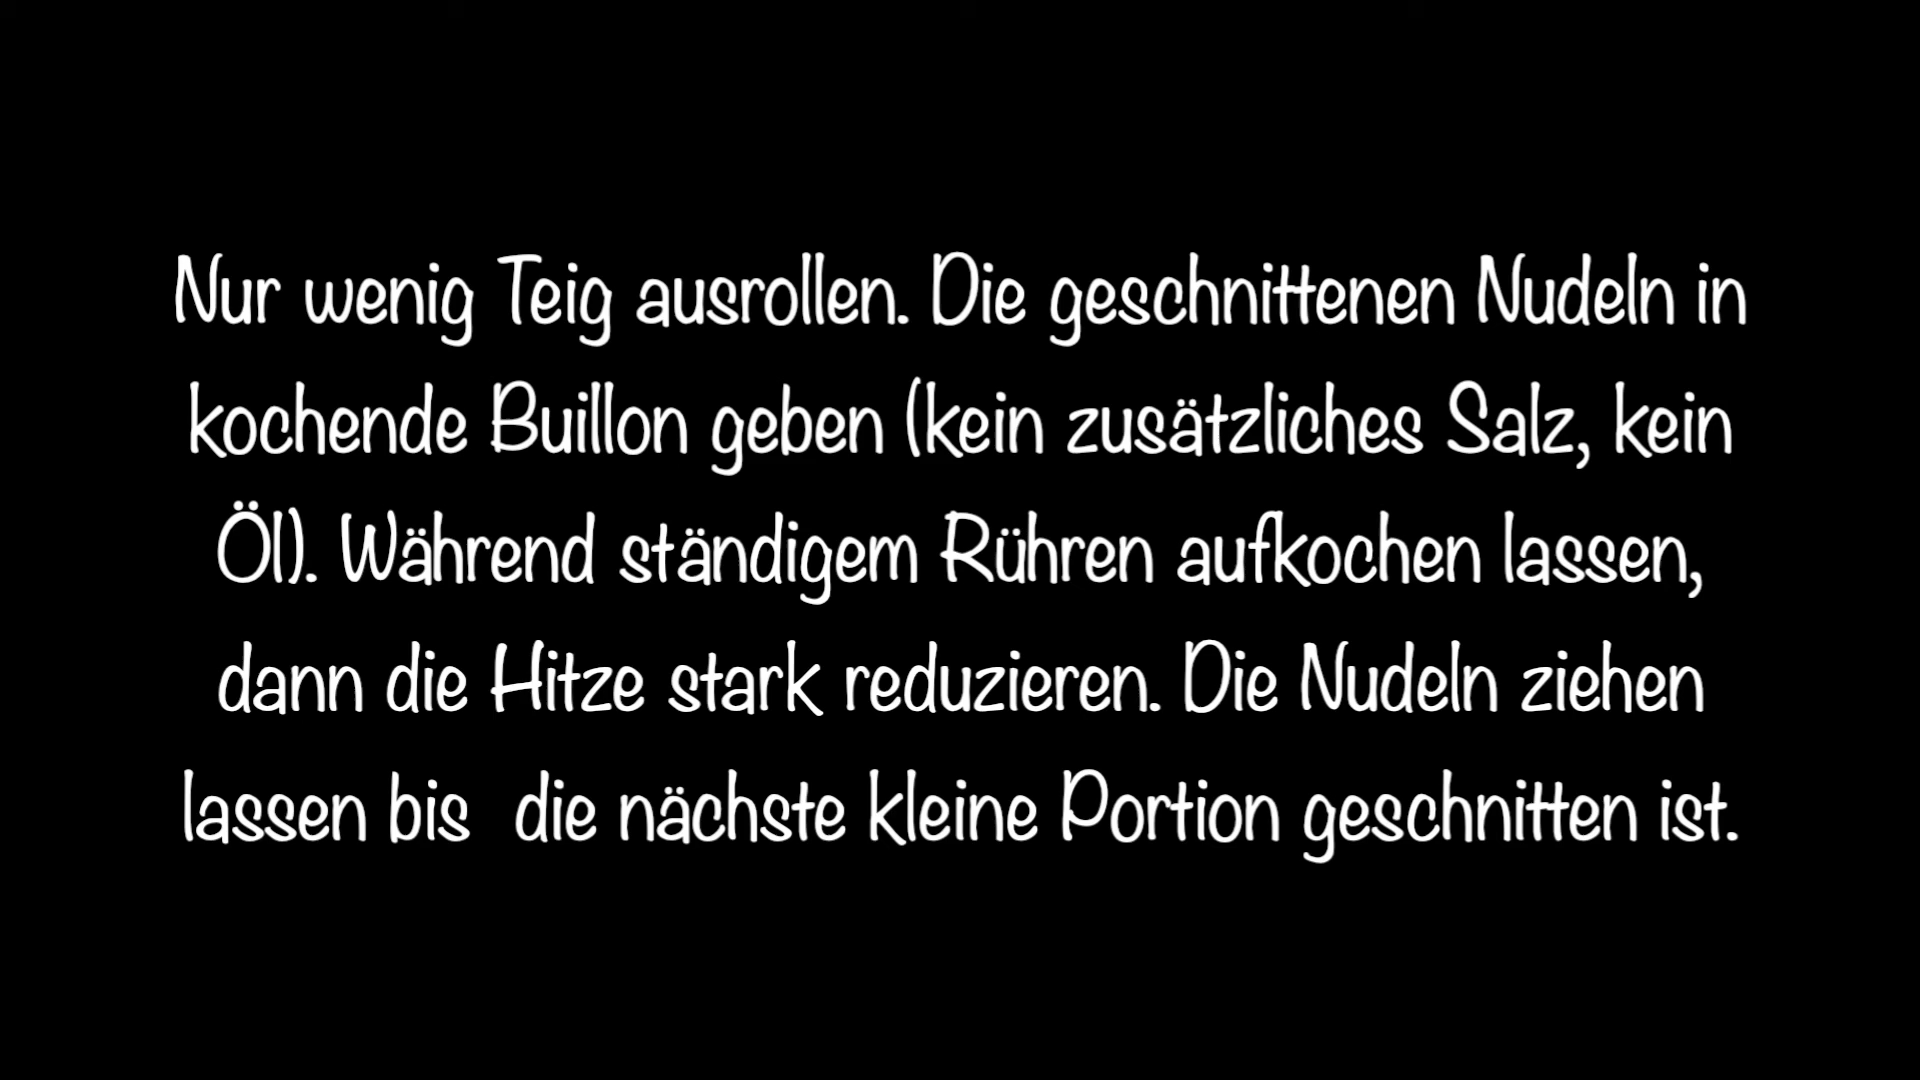 Nur wenig Teig ausrollen. Die geschnittenen Nudeln in
kochende Buillon geben (kein zusätzliches Salz, kein
Öl). Während ständigem Rühren aufkochen lassen,
dann die Hitze stark reduzieren. Die Nudeln ziehen
lassen bis  die nächste kleine Portion geschnitten ist.